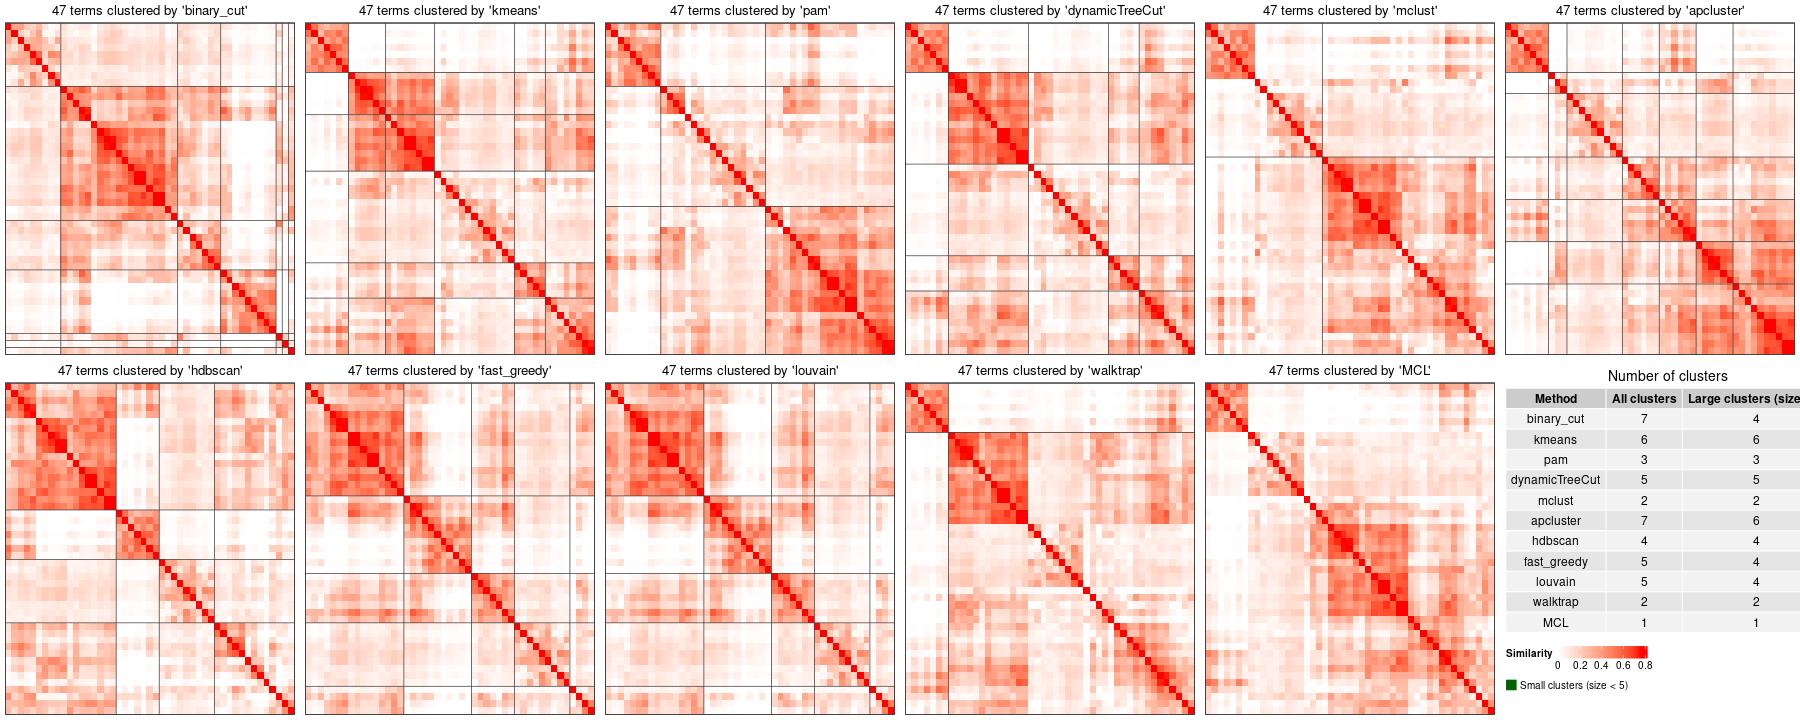 47 terms clustered by 'binary_cut'
47 terms clustered by 'kmeans'
47 terms clustered by 'pam'
47 terms clustered by 'dynamicTreeCut'
47 terms clustered by 'mclust'
47 terms clustered by 'apcluster'
47 terms clustered by 'hdbscan'
47 terms clustered by 'fast_greedy'
47 terms clustered by 'louvain'
47 terms clustered by 'walktrap'
47 terms clustered by 'MCL'
Number of clusters
Method All clusters Large clusters (size
binary_cut 7 4
kmeans 6 6
pam 3 3
dynamicTreeCut 5 5
mclust 2 2
apcluster 7 6
hdbscan 4 4
fast_greedy 5 4
louvain 5 4
walktrap 2 2
MCL 1 1
Similarity
0 0.2 0.4 0.6 0.8
Small clusters (size < 5)